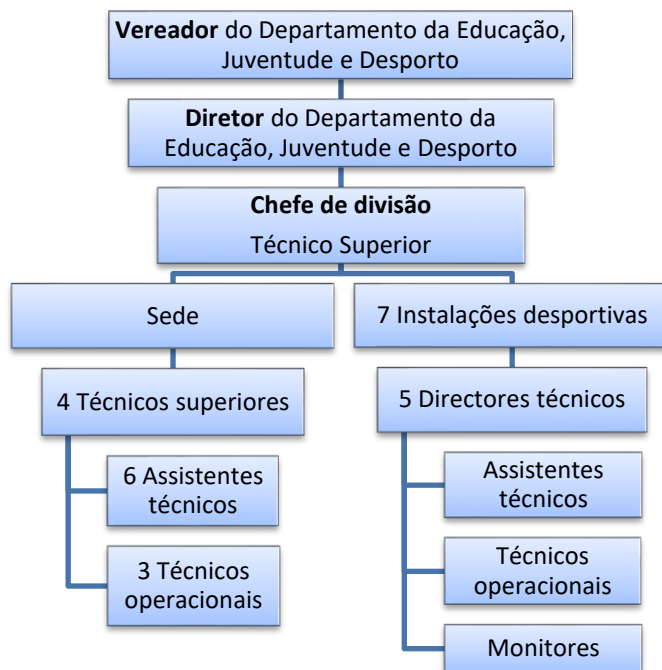 Vereador do Departamento da Educação,
Juventude e Desporto
Diretor do Departamento da
Educação, Juventude e Desporto
Chefe de divisão
Técnico Superior
Sede
7 Instalações desportivas
4 Técnicos superiores
5 Directores técnicos
6 Assistentes
técnicos
3 Técnicos
operacionais
Assistentes
técnicos
Técnicos
operacionais
Monitores